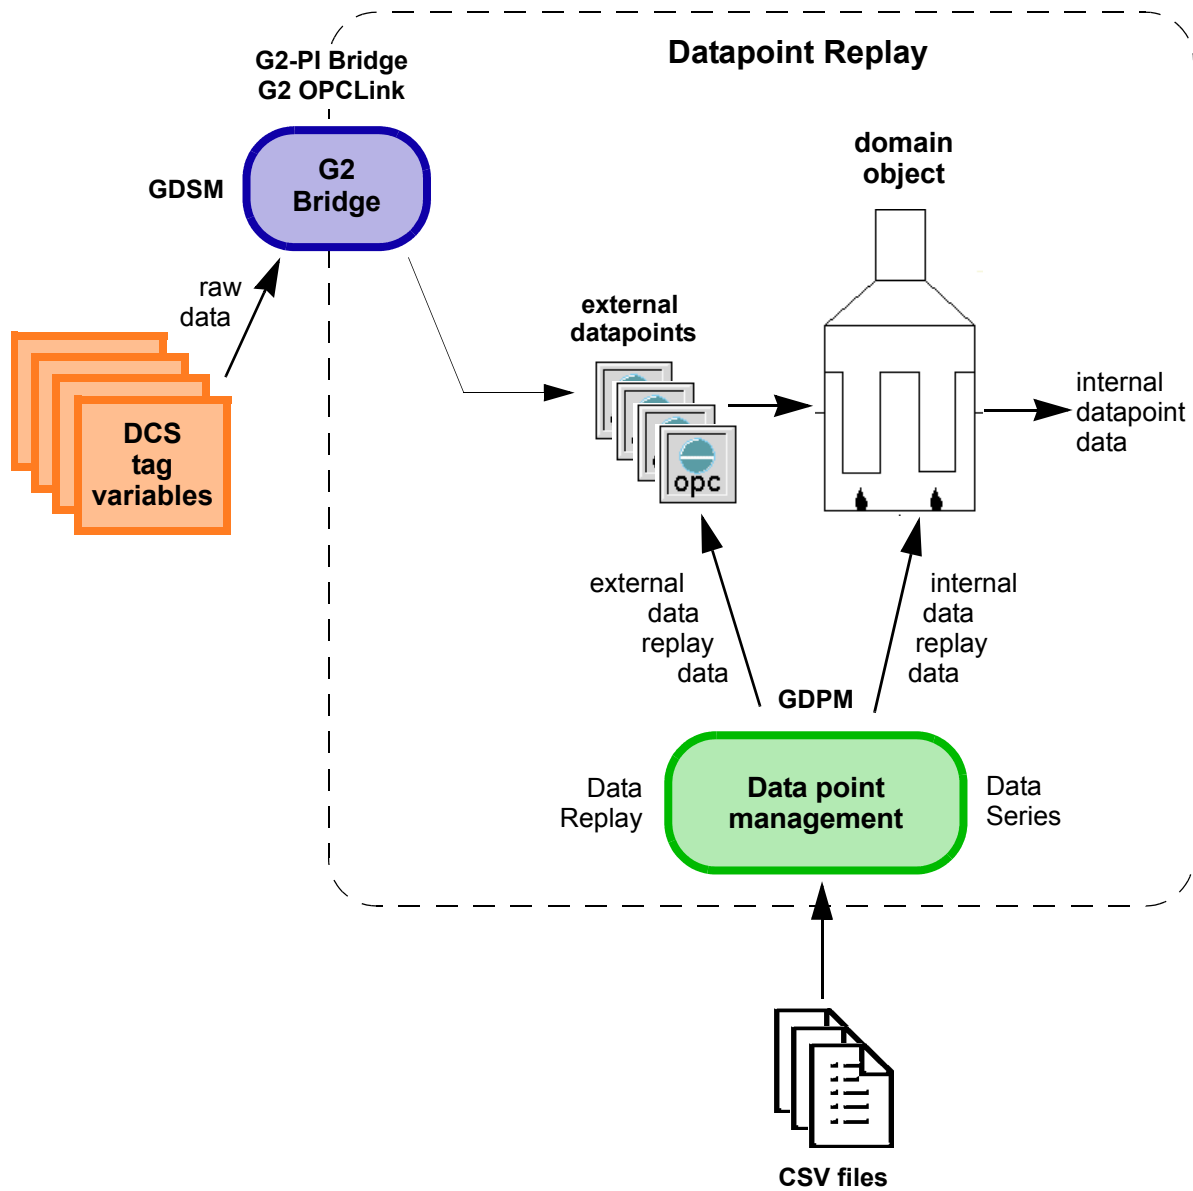 Datapoint Replay
G2-PI Bridge
G2 OPCLink
G2
Bridge
GDSM
domain
object
raw
data
external
datapoints
opc
internal
datapoint
data
DCS
tag
variables
external
data
replay
data
internal
data
replay
data
GDPM
Data
Replay
Data point
management
Data
Series
CSV files